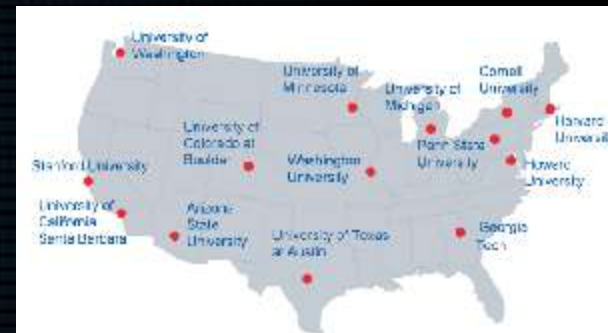 University of
Washington
University of
Minnesota
University of
Michigan
Cornell
University
Harvard
University
University of
Colorado at
Boulder
Washington
University
Penn State
University
Howard
University
Stanford University
University of
California
Santa Barbara
Arizona
State
University
University of Texas
at Austin
Georgia
Tech